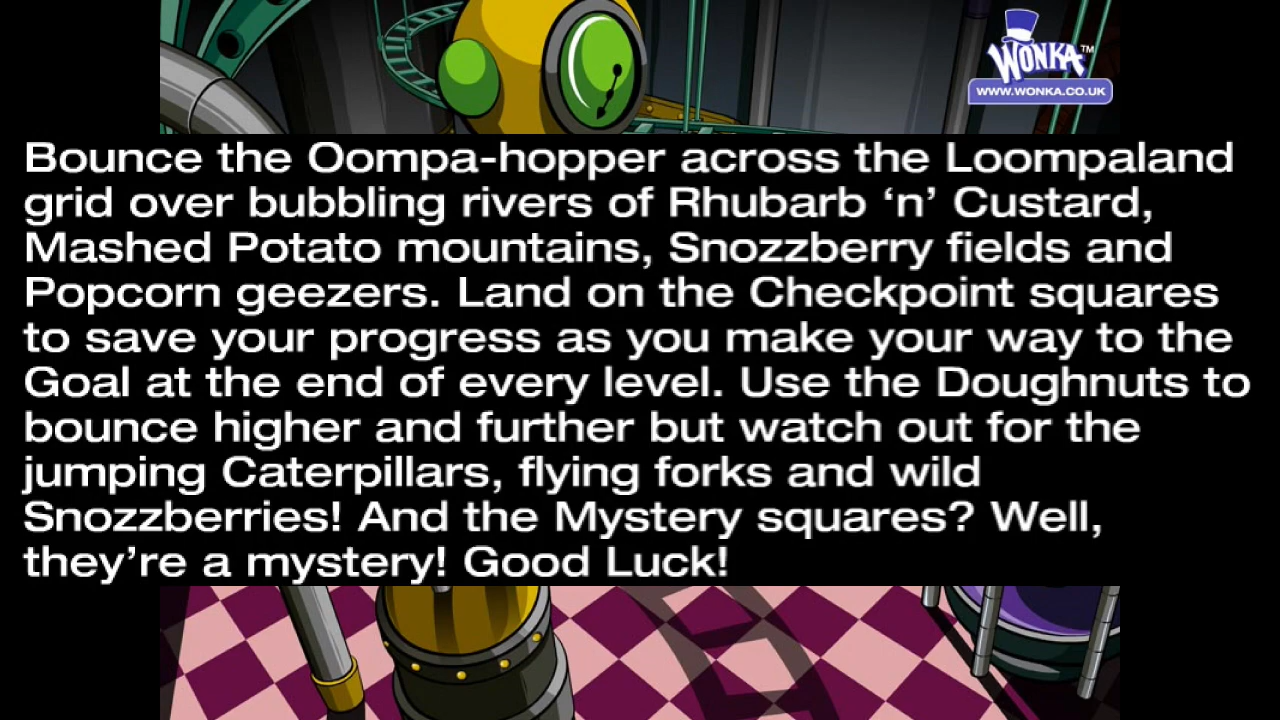 WONKA™
WWW.WONKA.CO.UK
Bounce the Oompa-hopper across the Loompaland
grid over bubbling rivers of Rhubarb ‘n’ Custard,
Mashed Potato mountains, Snozzberry fields and
Popcorn geezers. Land on the Checkpoint squares
to save your progress as you make your way to the
Goal at the end of every level. Use the Doughnuts to
bounce higher and further but watch out for the
jumping Caterpillars, flying forks and wild
Snozzberries! And the Mystery squares? Well,
they’re a mystery! Good Luck!